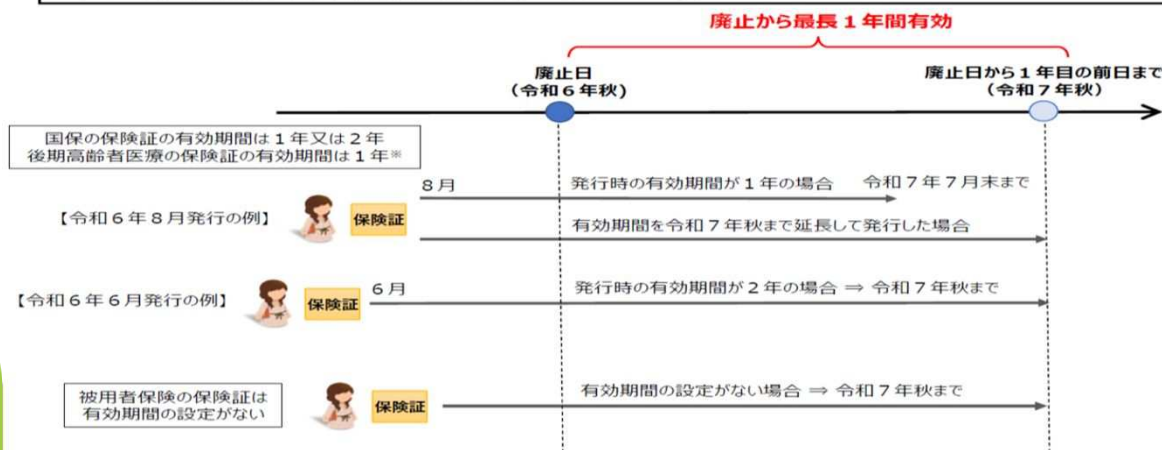 廃止から最長１年間有効
廃止日
（令和６年秋）
廃止日から１年目の前日まで
（令和７年秋）
国保の保険証の有効期間は１年又は２年
後期高齢者医療の保険証の有効期間は１年※
８月
発行時の有効期間が１年の場合　令和７年７月末まで
【令和６年８月発行の例】
保険証
有効期間を令和７年秋まで延長して発行した場合
【令和６年６月発行の例】
保険証
６月
発行時の有効期間が２年の場合 ⇒ 令和７年秋まで
被用者保険の保険証は
有効期間の設定がない
保険証
有効期間の設定がない場合 ⇒ 令和７年秋まで